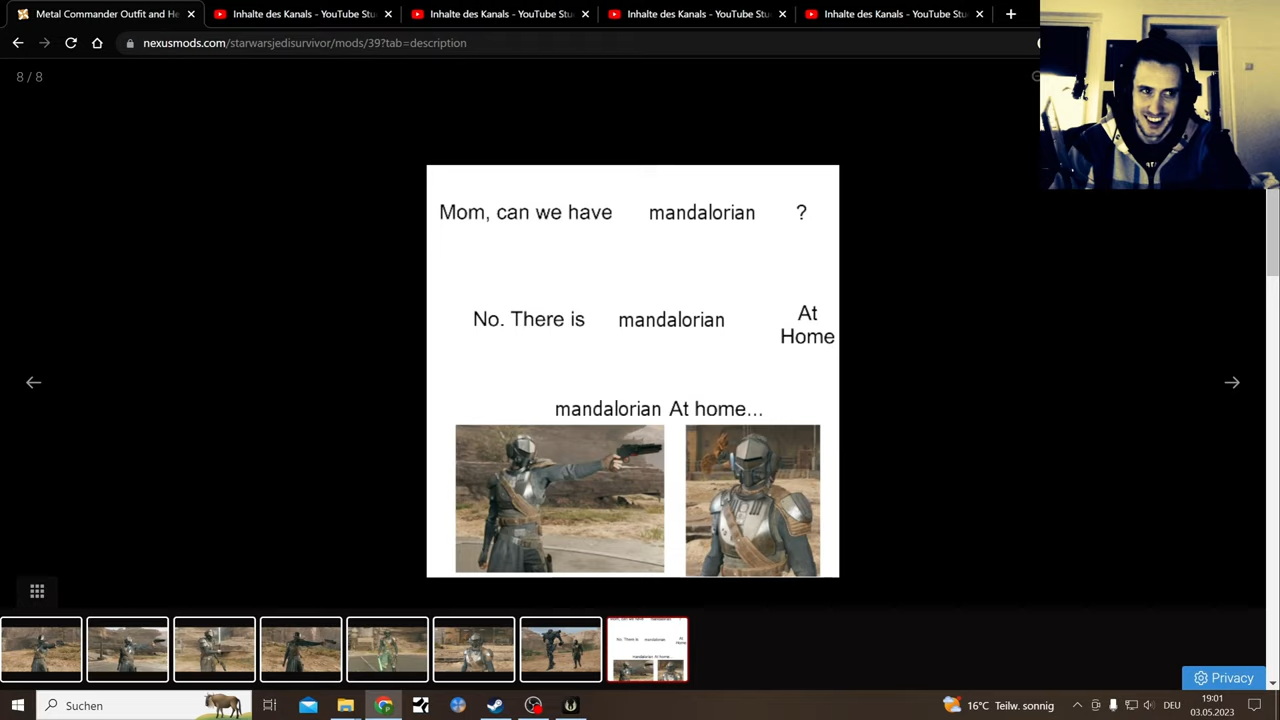 Metal Commander Outfit and He
Inhalte des Kanals - YouTube Stu
Inhalte des Kanals - YouTube Stu
Inhalte des Kanals - YouTube Stu
Inhalte des Kanals - YouTube Stu
nexusmods.com/starwarsjedisurvivor/mods/39?tab=description
8 / 8
Mom, can we have mandalorian ?
No. There is mandalorian At Home
mandalorian At home...
Privacy
Suchen
16°C Teilw. sonnig
DEU
19:01
03.05.2023